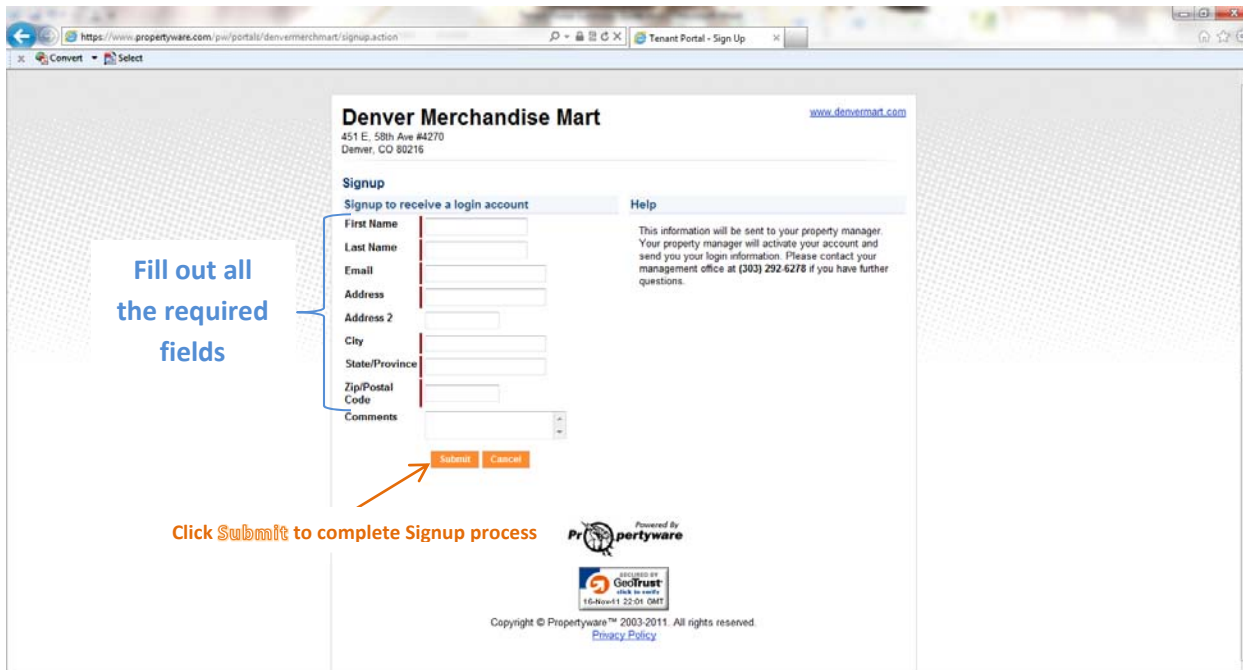 https://www.propertyware.com/pw/portals/denvermerchmart/signup.action
Tenant Portal - Sign Up
x Convert Select
Denver Merchandise Mart
www.denvermart.com
451 E. 58th Ave #4270
Denver, CO 80216
Signup
Signup to receive a login account
Help
First Name
Last Name
Email
Address
Address 2
City
State/Province
Zip/Postal
Code
Comments
This information will be sent to your property manager.
Your property manager will activate your account and
send you your login information. Please contact your
management office at (303) 292-6278 if you have further
questions.
Fill out all
the required
fields
Submit Cancel
Click Submit to complete Signup process
Powered By
Propertyware
SECURED BY
GeoTrust
click to verify
16-Nov-11 22:01 GMT
Copyright © Propertyware™ 2003-2011. All rights reserved.
Privacy Policy